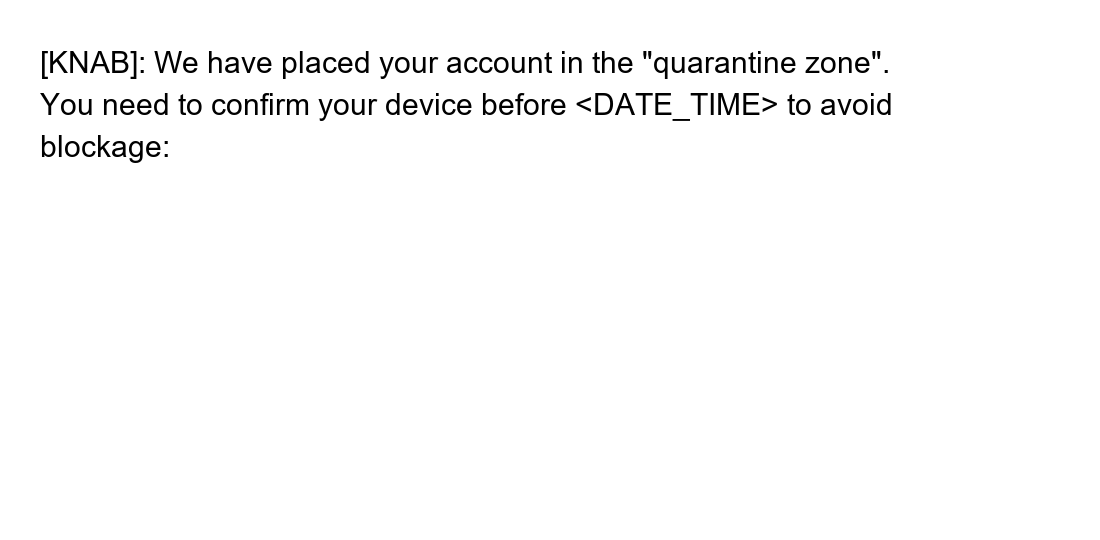 [KNAB]: We have placed your account in the "quarantine zone".
You need to confirm your device before <DATE_TIME> to avoid
blockage: